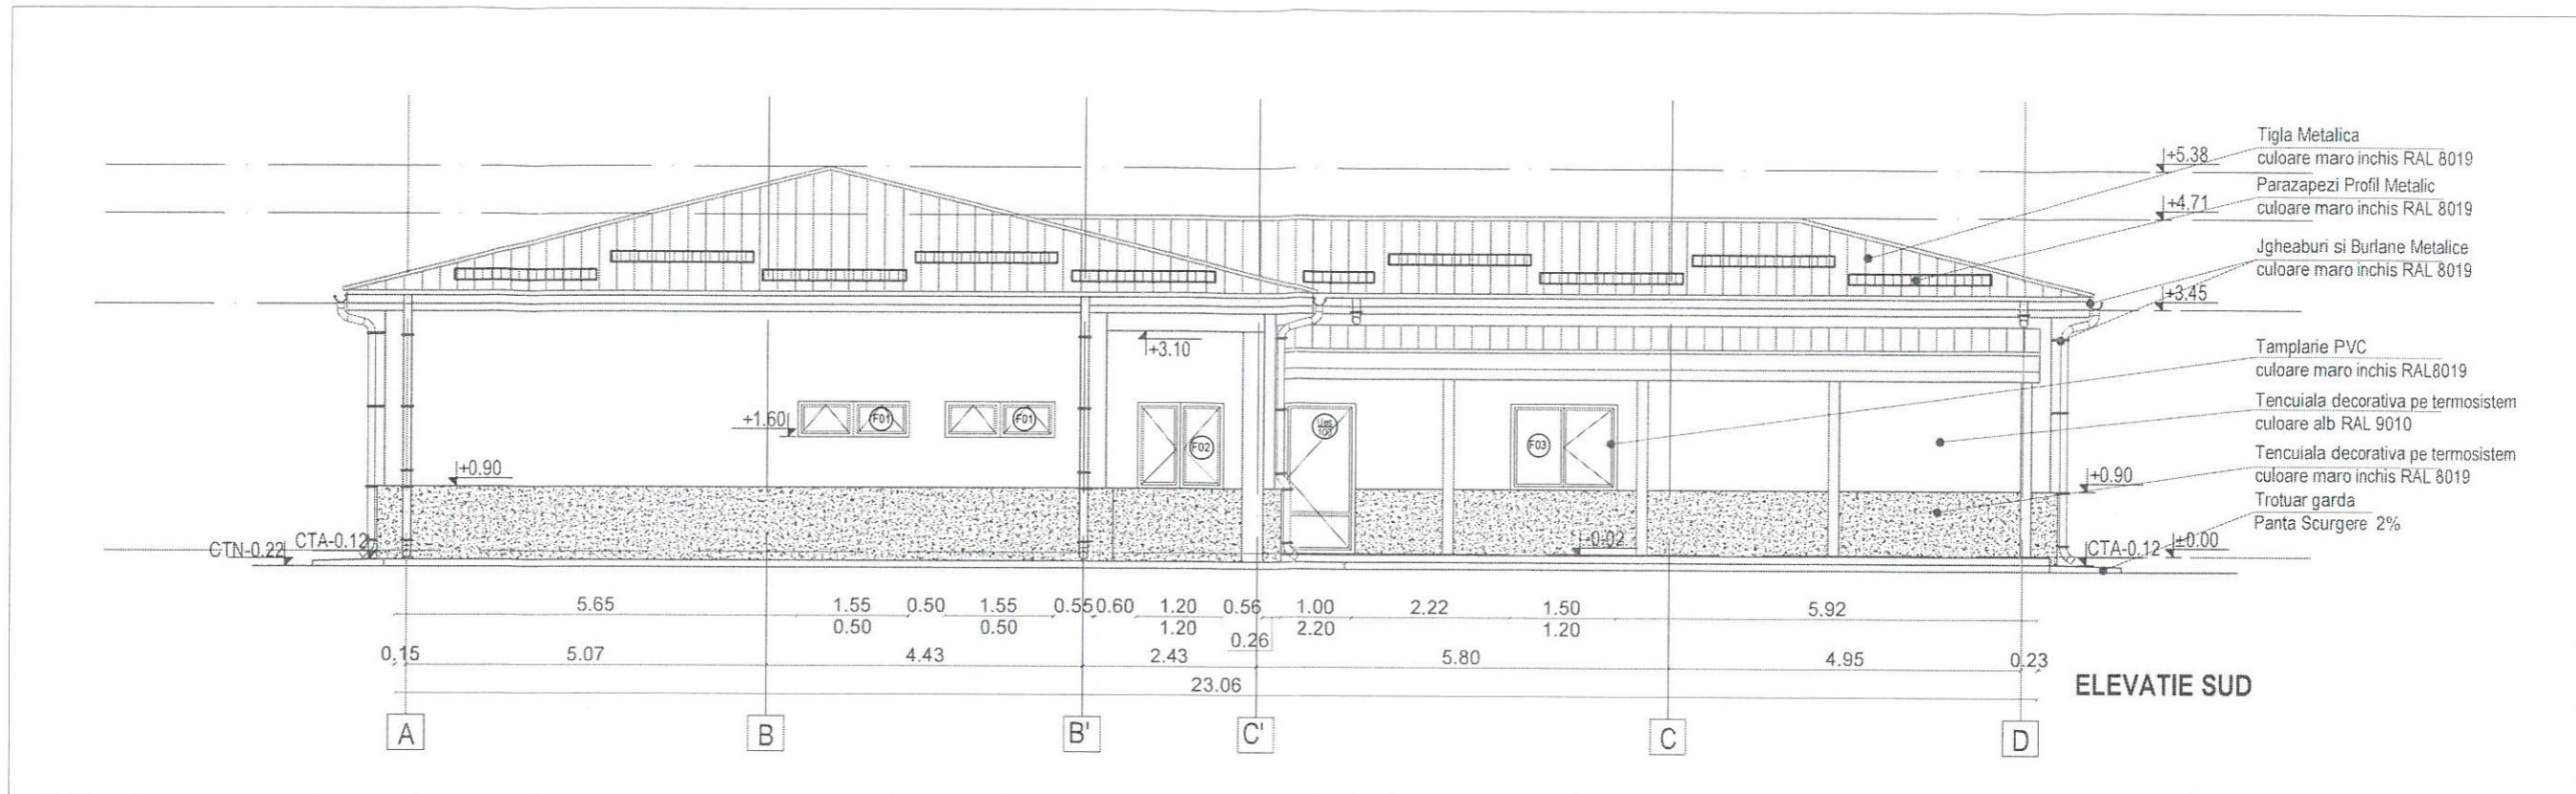 Tigla Metalica
culoare maro inchis RAL 8019
+5.38
Parazapezi Profil Metalic
culoare maro inchis RAL 8019
+4.71
Jgheaburi si Burlane Metalice
culoare maro inchis RAL 8019
+3.45
+3.10
Tamplarie PVC
culoare maro inchis RAL8019
Tencuiala decorativa pe termosistem
culoare alb RAL 9010
+1.60
F01
F01
F02
F03
Tencuiala decorativa pe termosistem
culoare maro inchis RAL 8019
+0.90
+0.90
Trotuar garda
Panta Scurgere 2%
CTN-0.22
CTA-0.12
-0.02
CTA-0.12
±0.00
5.65 1.55 0.50 1.55 0.55 0.60 1.20 0.56 1.00 2.22 1.50 5.92
0.50 0.50 1.20 2.20 1.20
0.26
0.15 5.07 4.43 2.43 5.80 4.95 0.23
23.06
ELEVATIE SUD
A B B' C' C D